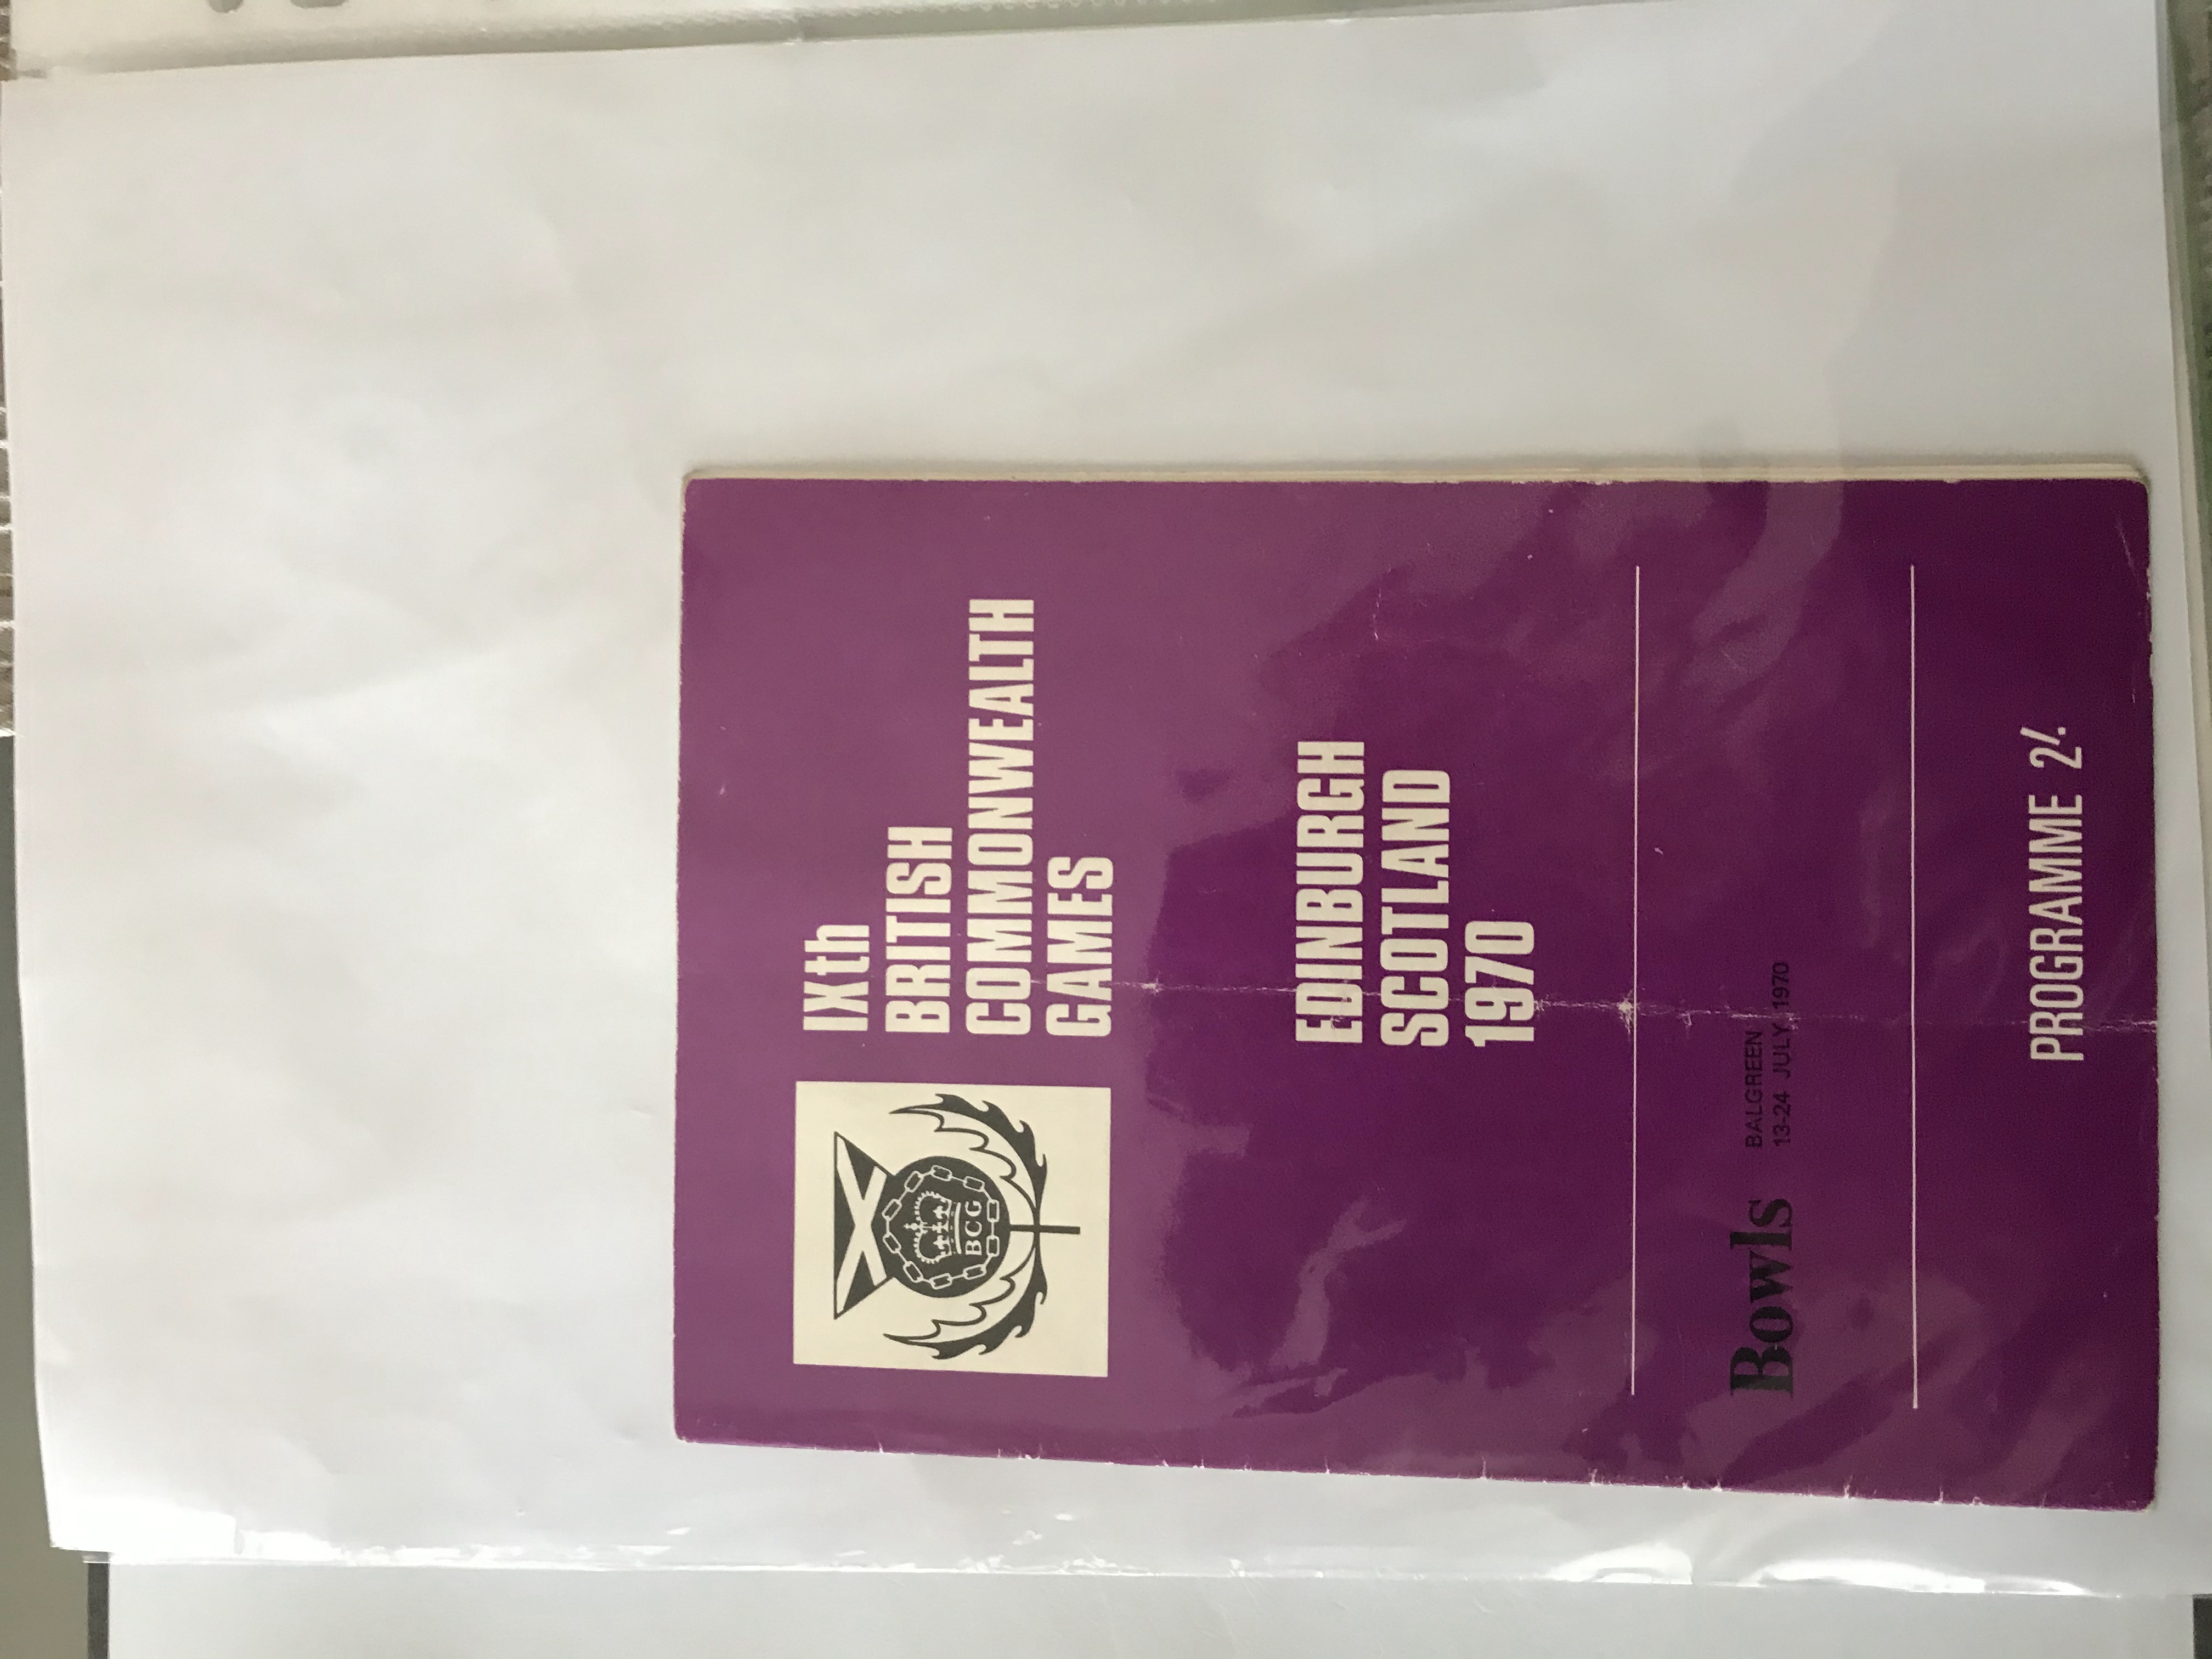 IXth
BRITISH
COMMONWEALTH
GAMES
BCG
EDINBURGH
SCOTLAND
1970
Bowls BALGREEN
13-24 JULY 1970
PROGRAMME 2/-